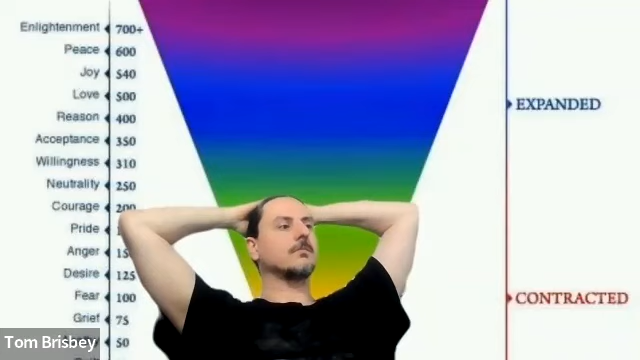 Enlightenment 700+
Peace 600
Joy 540
Love 500
Reason 400
Acceptance 350
Willingness 310
Neutrality 250
Courage 200
Pride
Anger
Desire 125
Fear 100
Grief 75
50
EXPANDED
CONTRACTED
Tom Brisbey